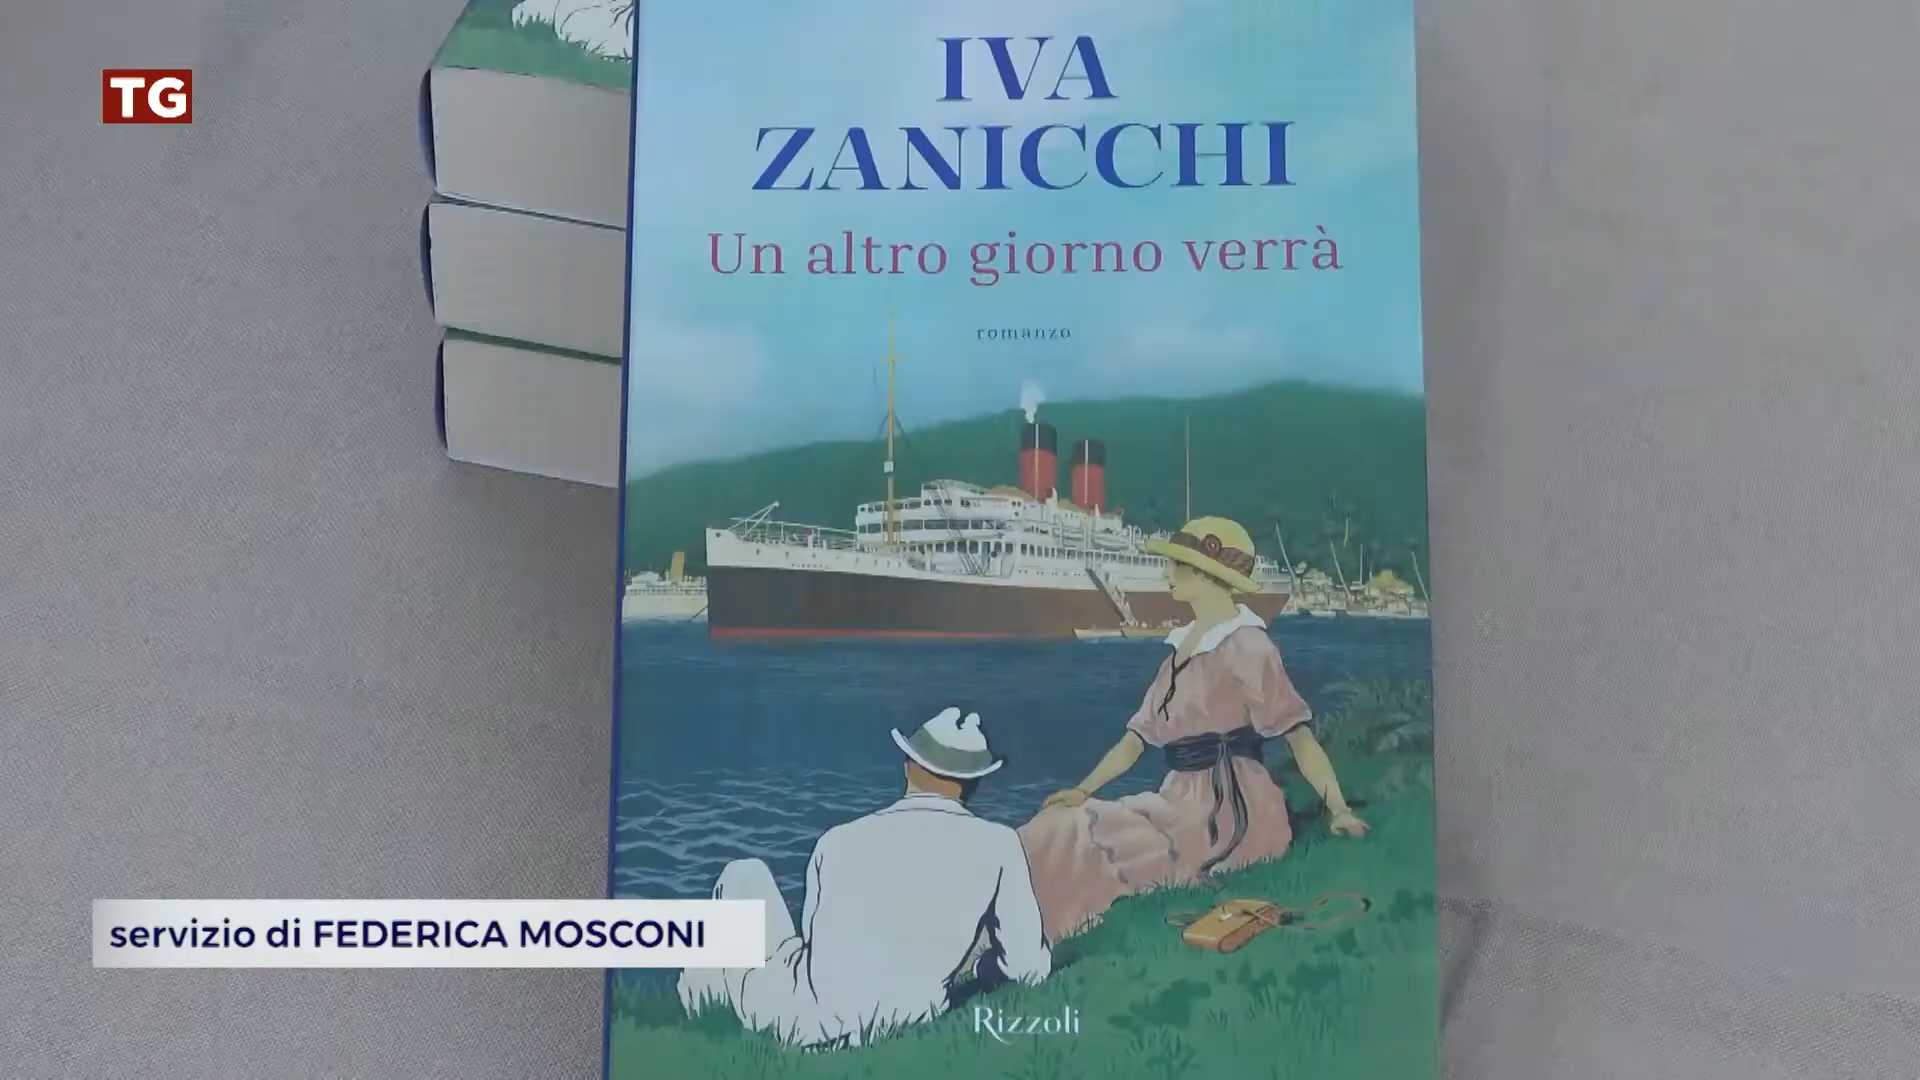 TG
IVA
ZANICCHI
Un altro giorno verrà
romanzo
servizio di FEDERICA MOSCONI
Rizzoli